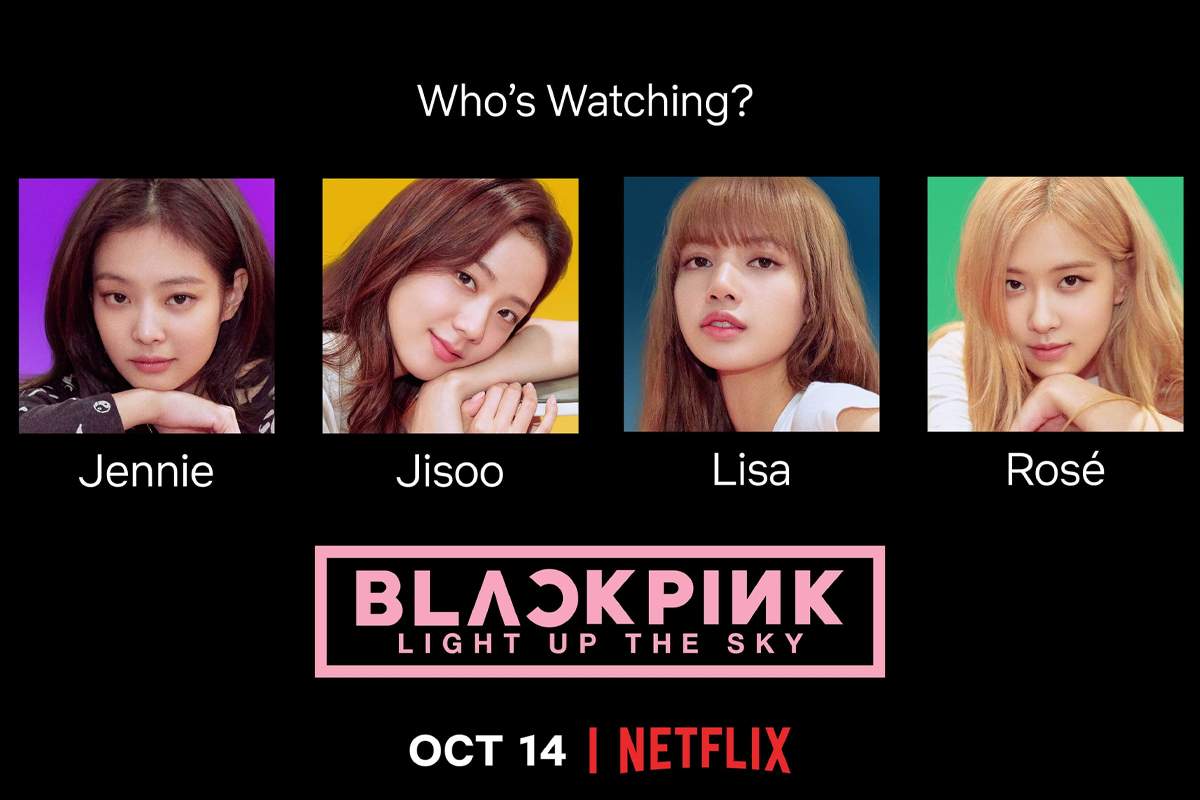 Who's Watching?
Jennie Jisoo Lisa Rosé
BLACKPINK
LIGHT UP THE SKY
OCT 14 | NETFLIX